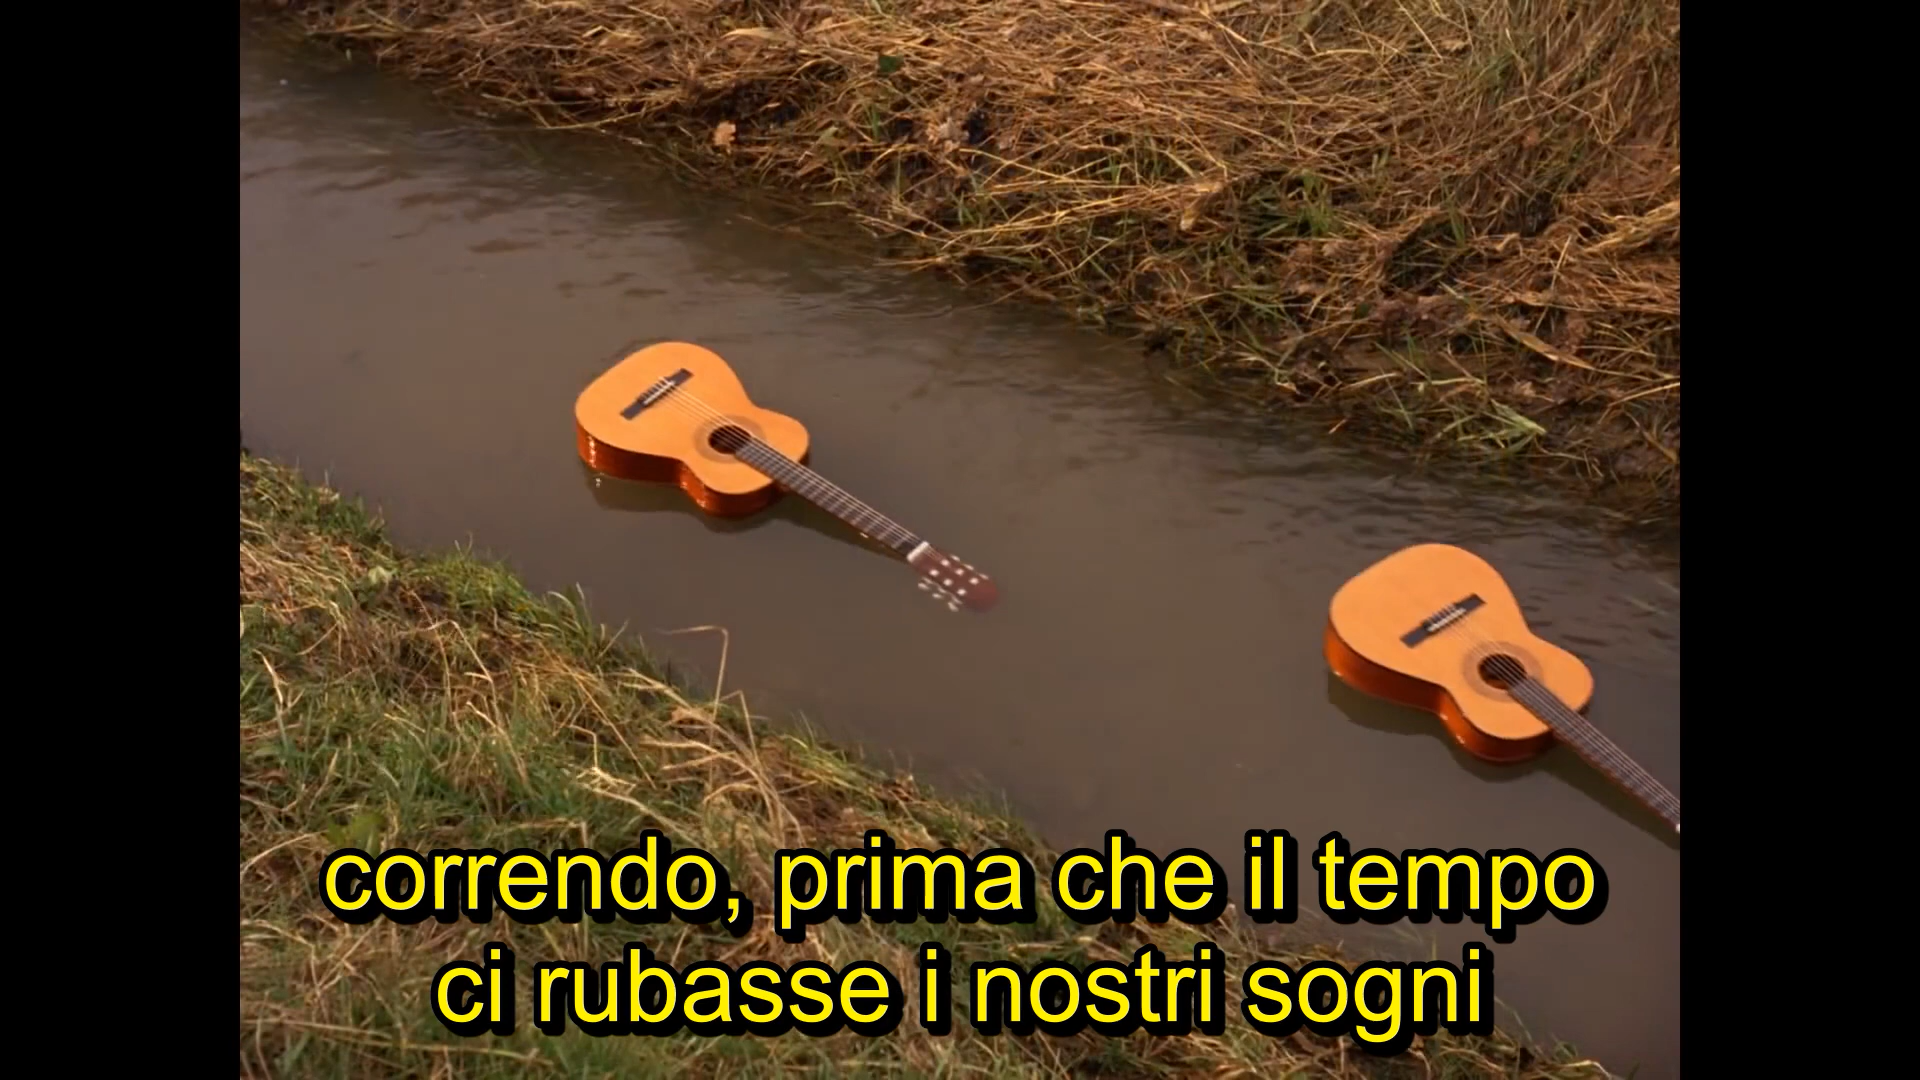 correndo, prima che il tempo
ci rubasse i nostri sogni